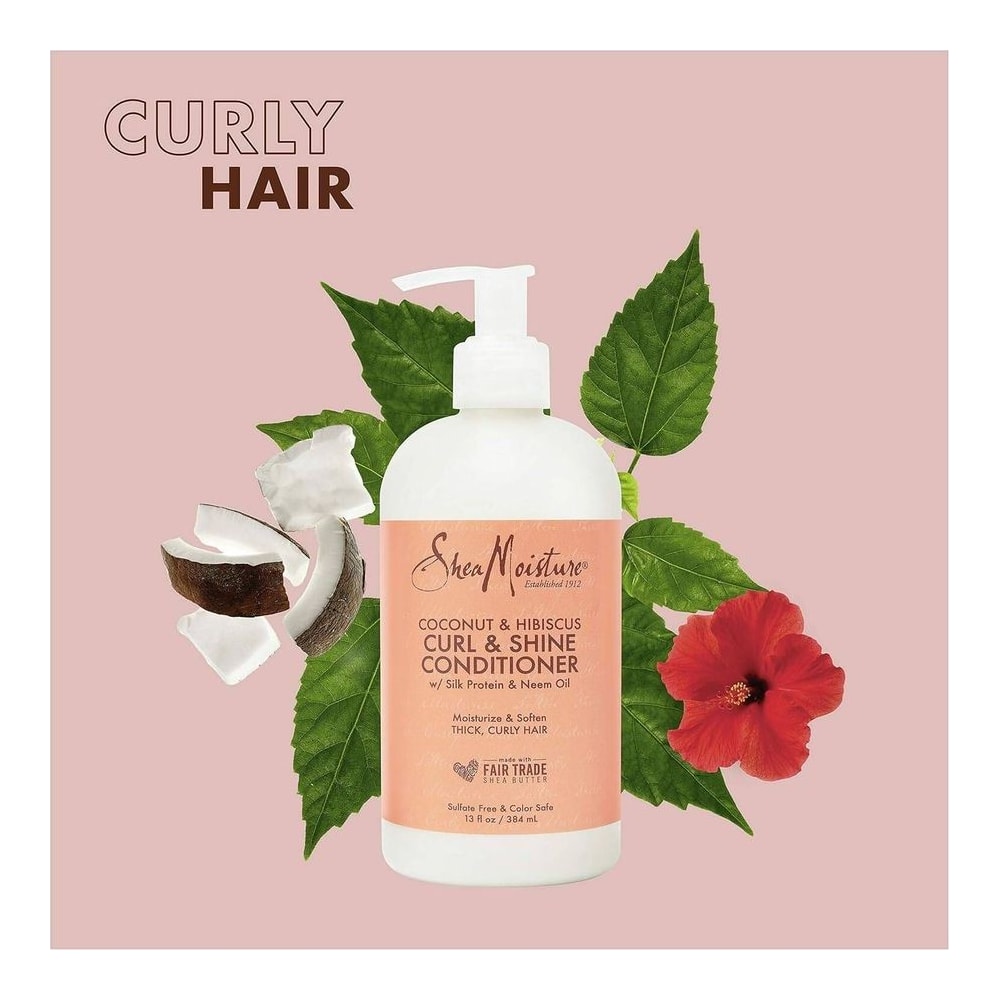 CURLY
HAIR
SheaMoisture®
Established 1912
COCONUT & HIBISCUS
CURL & SHINE
CONDITIONER
w/ Silk Protein & Neem Oil
Moisturize & Soften
THICK, CURLY HAIR
made with
FAIR TRADE
SHEA BUTTER
Sulfate Free & Color Safe
13 fl oz / 384 mL